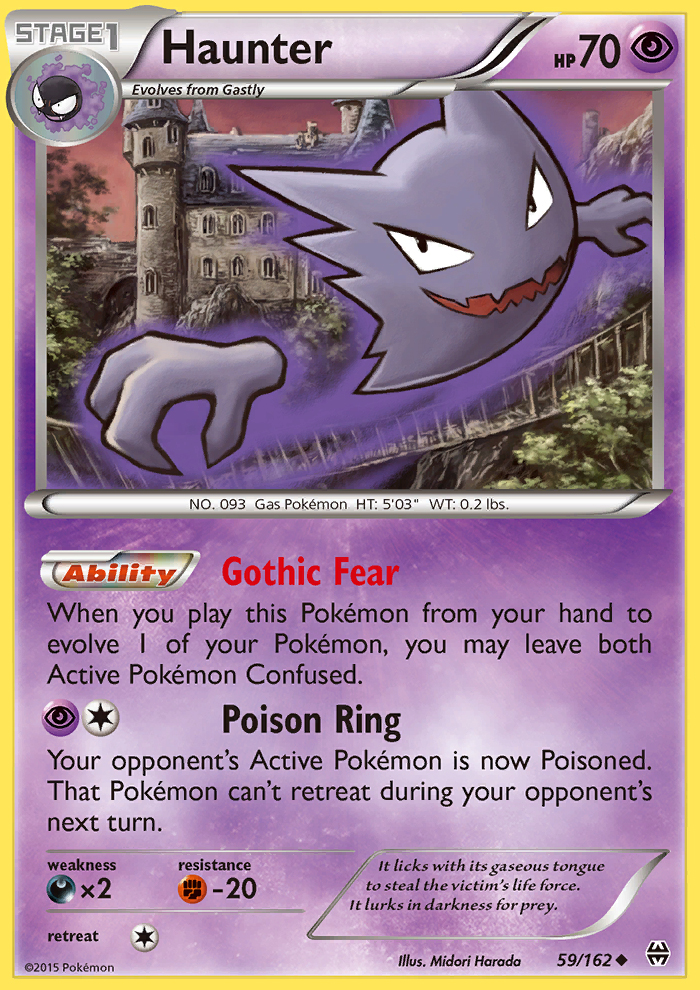 STAGE1
Haunter
HP70
Evolves from Gastly
NO. 093 Gas Pokémon HT: 5'03" WT: 0.2 lbs.
Ability Gothic Fear
When you play this Pokémon from your hand to
evolve 1 of your Pokémon, you may leave both
Active Pokémon Confused.
Poison Ring
Your opponent's Active Pokémon is now Poisoned.
That Pokémon can't retreat during your opponent's
next turn.
weakness
×2
resistance
-20
retreat
It licks with its gaseous tongue
to steal the victim's life force.
It lurks in darkness for prey.
©2015 Pokémon
Illus. Midori Harada
59/162